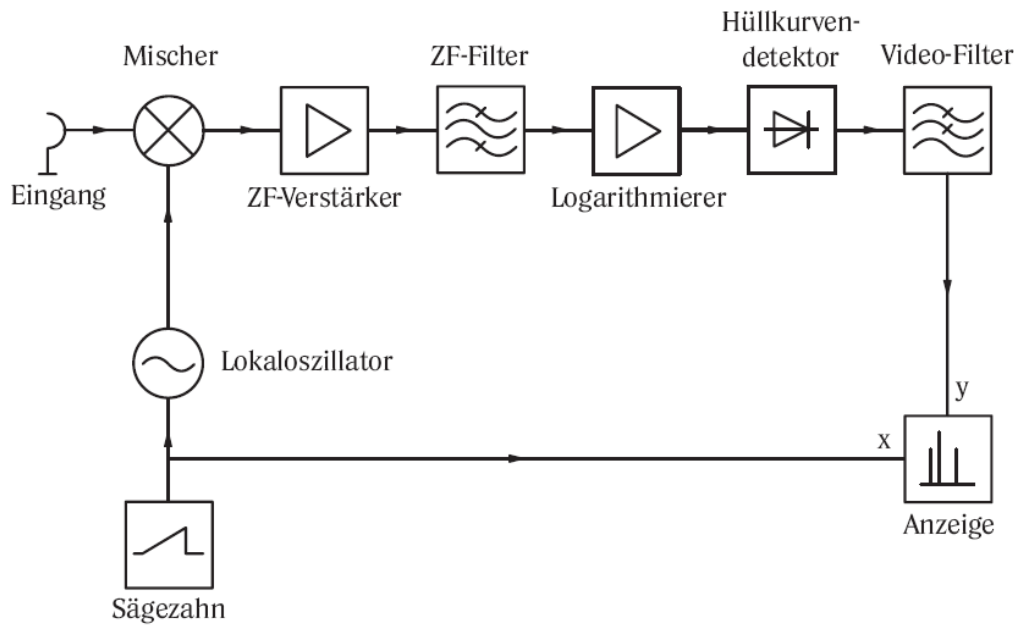 Hüllkurven-
detektor
Mischer
ZF-Filter
Video-Filter
Eingang
ZF-Verstärker
Logarithmierer
Lokaloszillator
y
x
Anzeige
Sägezahn